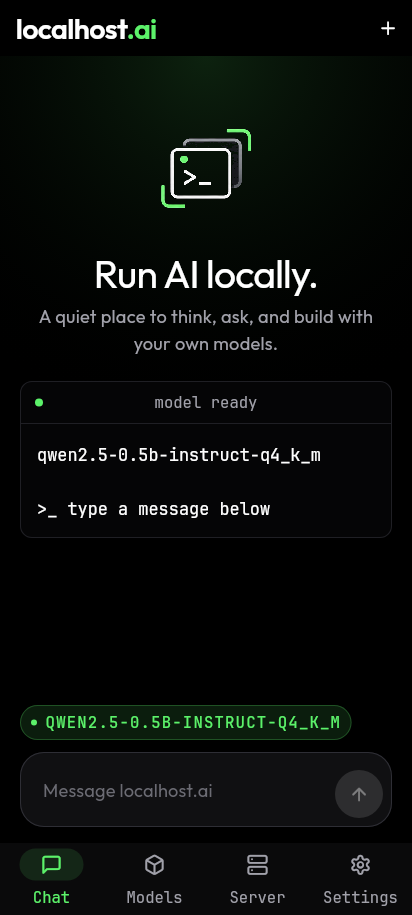 localhost.ai
Run AI locally.
A quiet place to think, ask, and build with
your own models.
model ready
qwen2.5-0.5b-instruct-q4_k_m
>_ type a message below
QWEN2.5-0.5B-INSTRUCT-Q4_K_M
Message localhost.ai
Chat Models Server Settings